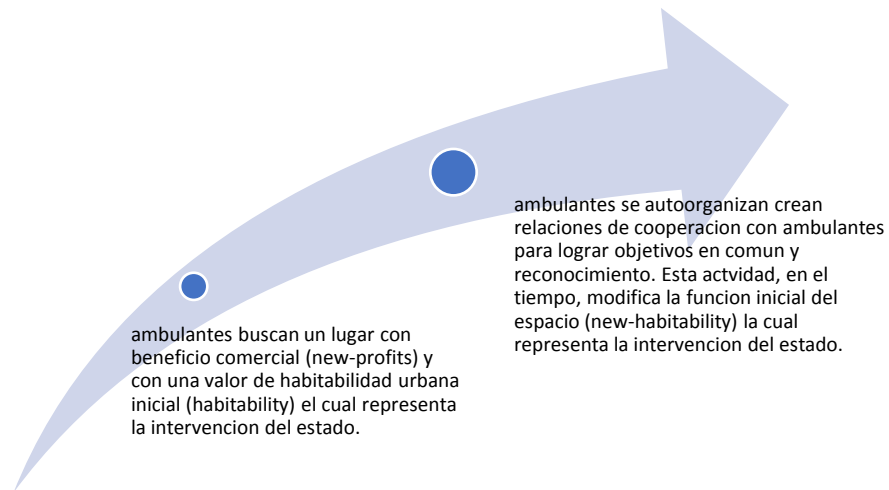 ambulantes buscan un lugar con
beneficio comercial (new-profits) y
con una valor de habitabilidad urbana
inicial (habitability) el cual representa
la intervencion del estado.
ambulantes se autoorganizan crean
relaciones de cooperacion con ambulantes
para lograr objetivos en comun y
reconocimiento. Esta actvidad, en el
tiempo, modifica la funcion inicial del
espacio (new-habitability) la cual
representa la intervencion del estado.